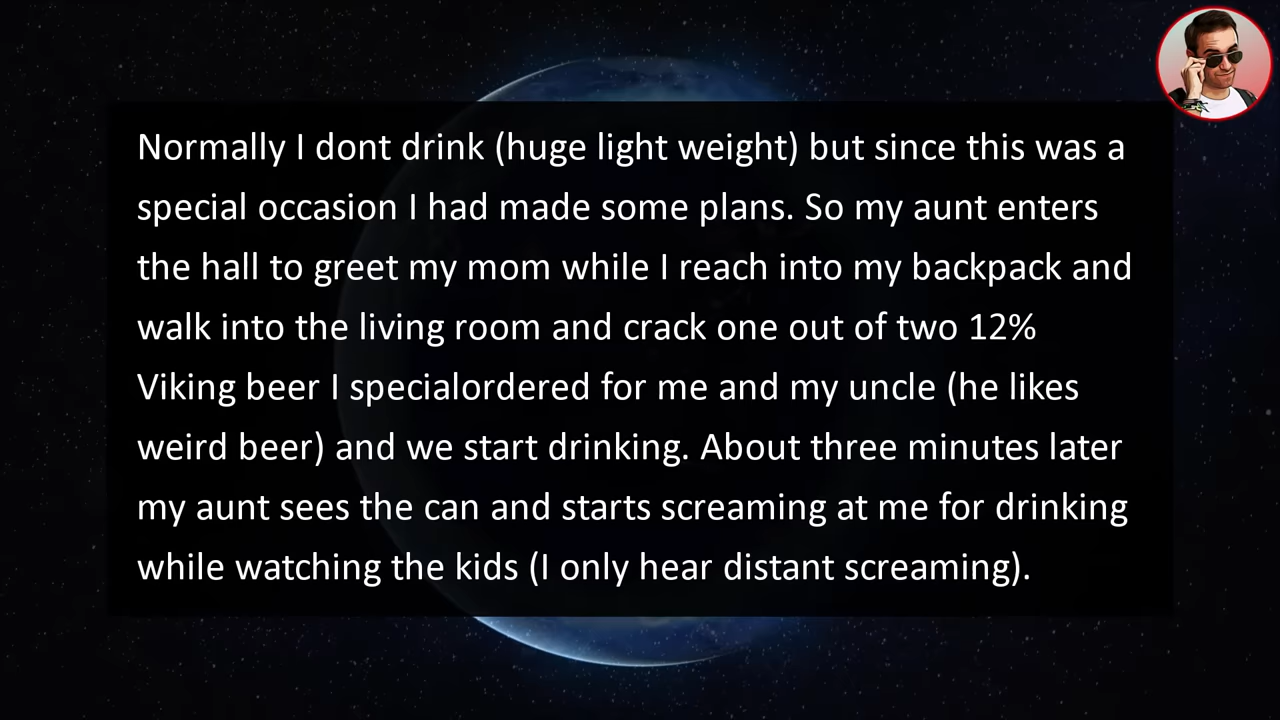 Normally I dont drink (huge light weight) but since this was a
special occasion I had made some plans. So my aunt enters
the hall to greet my mom while I reach into my backpack and
walk into the living room and crack one out of two 12%
Viking beer I specialordered for me and my uncle (he likes
weird beer) and we start drinking. About three minutes later
my aunt sees the can and starts screaming at me for drinking
while watching the kids (I only hear distant screaming).